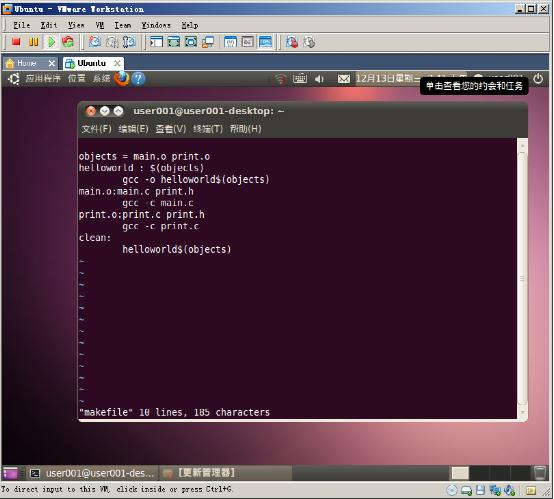 Ubuntu - VMware Workstation
File Edit View VM Team Windows Help
Home Ubuntu
应用程序 位置 系统 12月13日星期二
单击查看您的约会和任务
user001@user001-desktop: ~
文件(F) 编辑(E) 查看(V) 终端(T) 帮助(H)
objects = main.o print.o
helloworld : $(objects)
gcc -o helloworld$(objects)
main.o:main.c print.h
gcc -c main.c
print.o:print.c print.h
gcc -c print.c
clean:
helloworld$(objects)
~
~
~
~
~
~
~
~
~
~
~
"makefile" 10 lines, 185 characters
user001@user001-des... [更新管理器]
To direct input to this VM, click inside or press Ctrl+G.